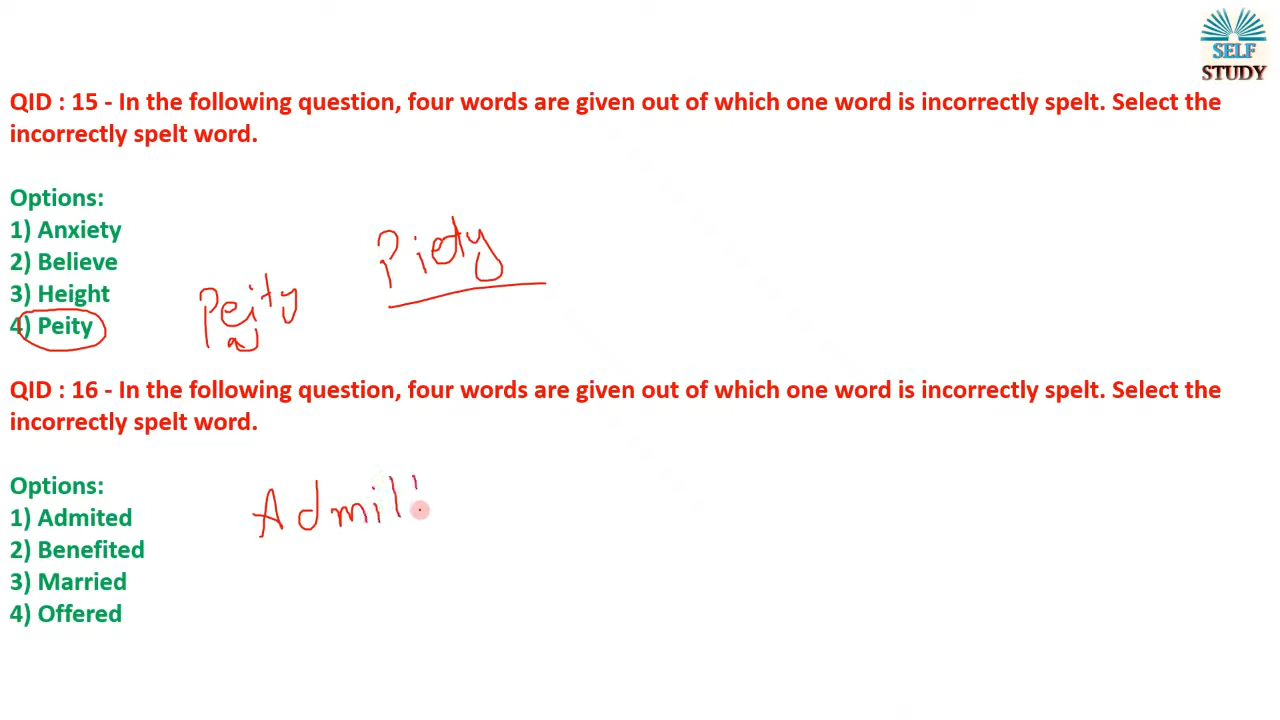 SELF
STUDY
QID : 15 - In the following question, four words are given out of which one word is incorrectly spelt. Select the
incorrectly spelt word.
Options:
1) Anxiety
2) Believe
3) Height
4) Peity
Peity
Piety
QID : 16 - In the following question, four words are given out of which one word is incorrectly spelt. Select the
incorrectly spelt word.
Options:
1) Admited
2) Benefited
3) Married
4) Offered